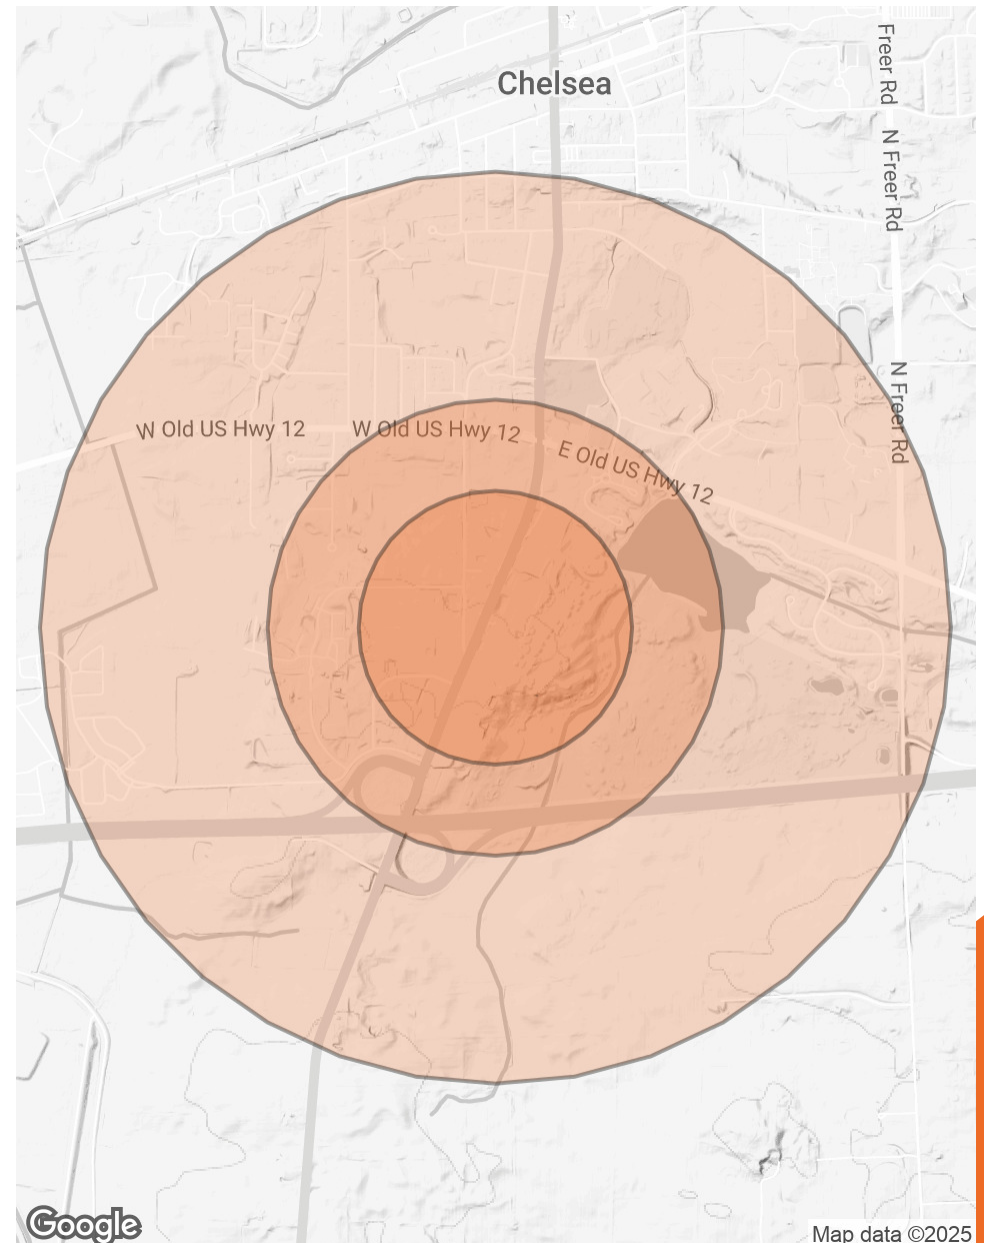 Freer Rd
Chelsea
N Freer Rd
N Freer Rd
W Old US Hwy 12
W Old US Hwy 12
E Old US Hwy 12
Google
Map data ©2025